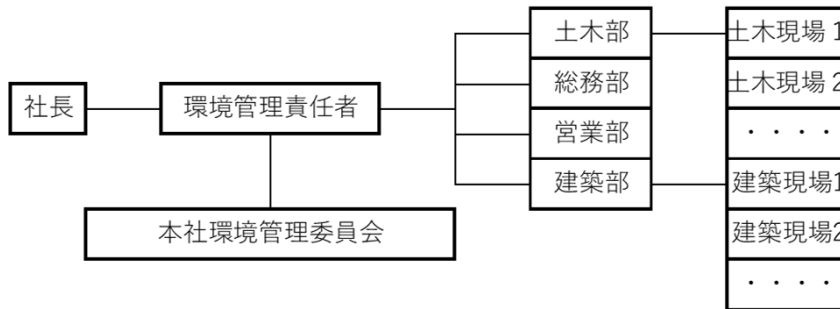 社長
環境管理責任者
本社環境管理委員会
土木部
総務部
営業部
建築部
土木現場 1
土木現場 2
・・・・
建築現場1
建築現場2
・・・・